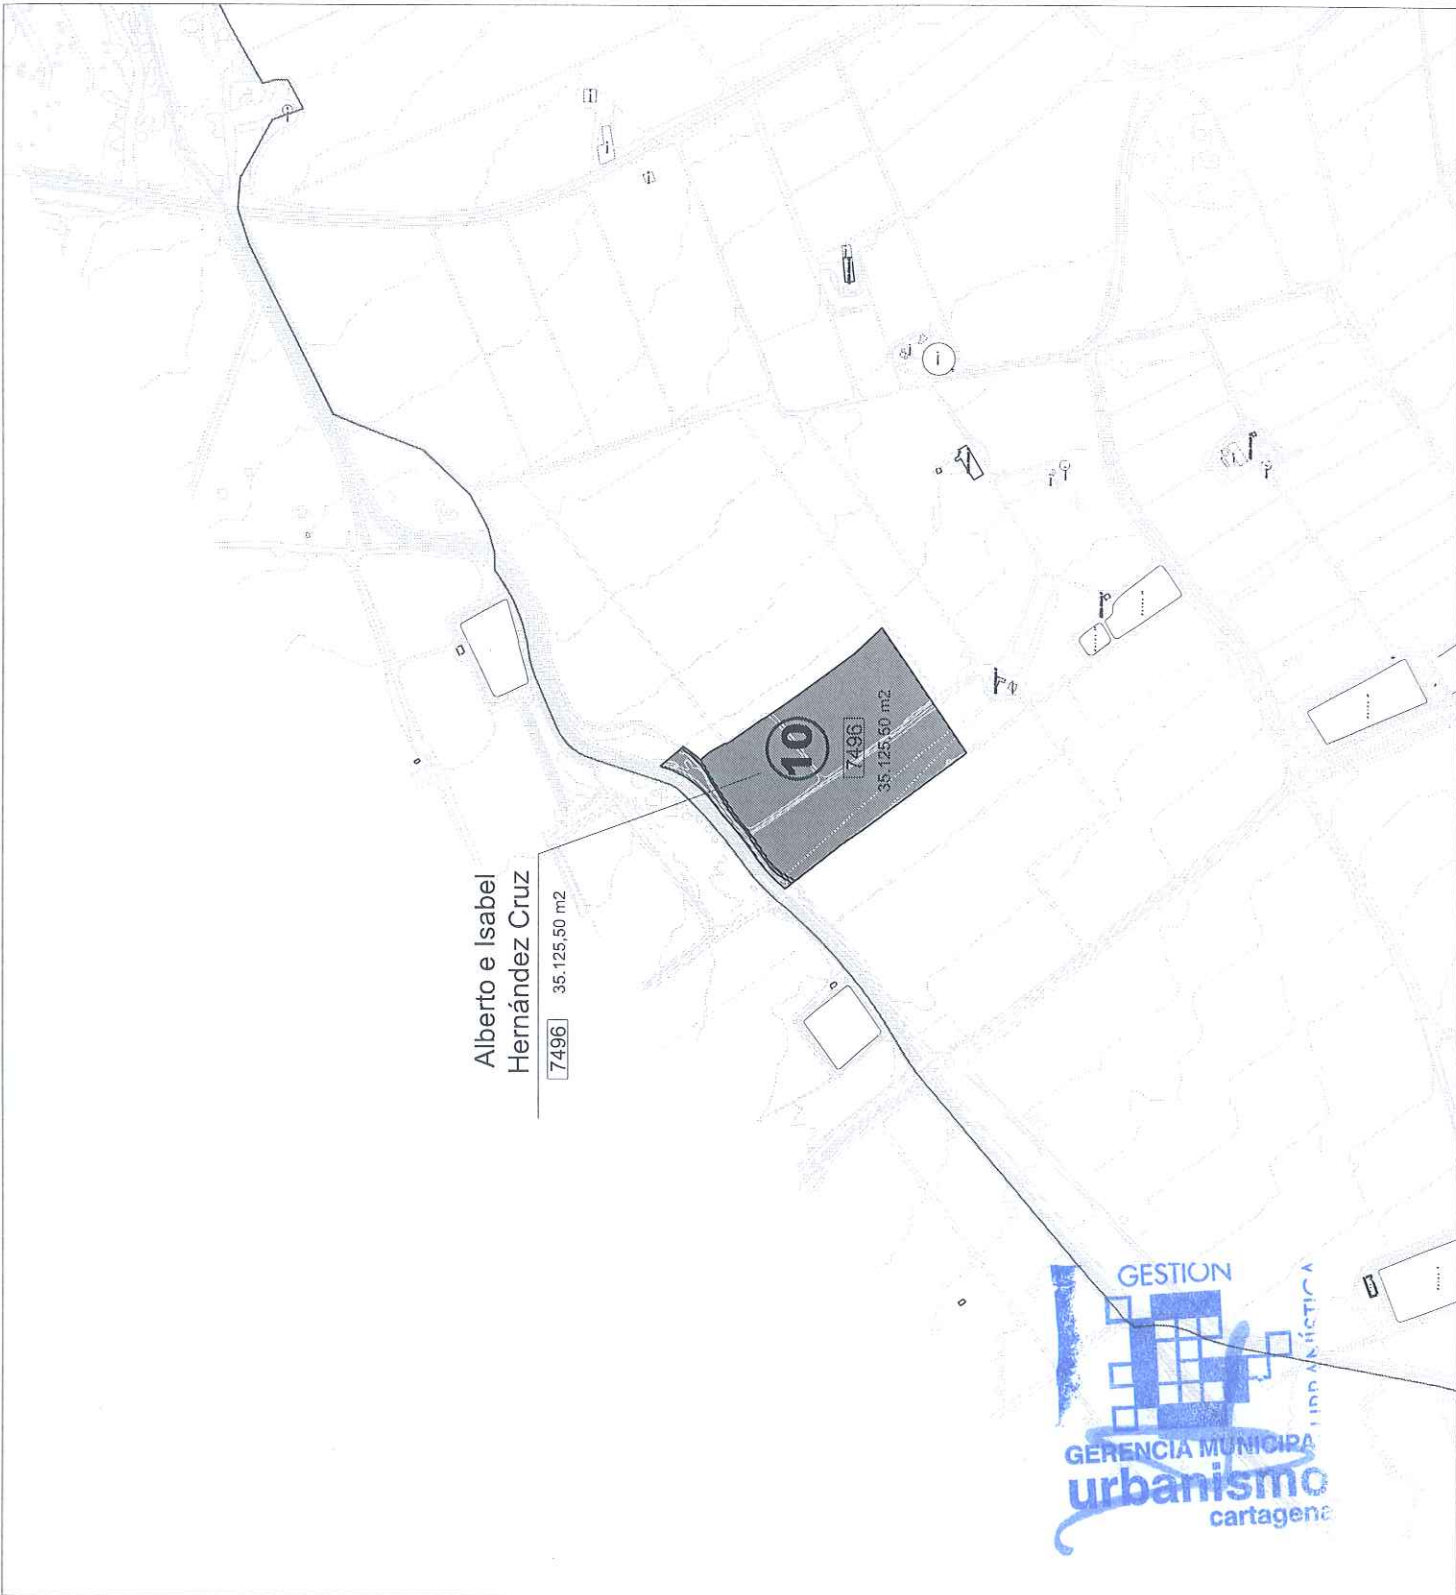 Alberto e Isabel
Hernández Cruz
7496 35.125,50 m2
10
7496
35.125,50 m2
GESTION
URBANÍSTICA
GERENCIA MUNICIPA
urbanismo
cartagena